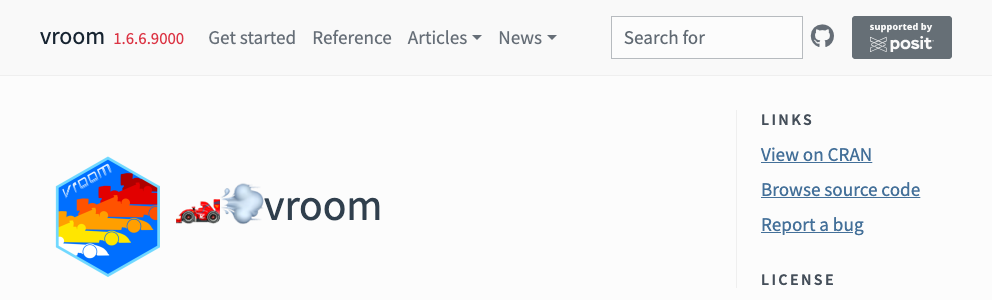 vroom 1.6.6.9000 Get started Reference Articles News Search for supported by
posit
LINKS
View on CRAN
Browse source code
Report a bug
LICENSE
vroom
vroom